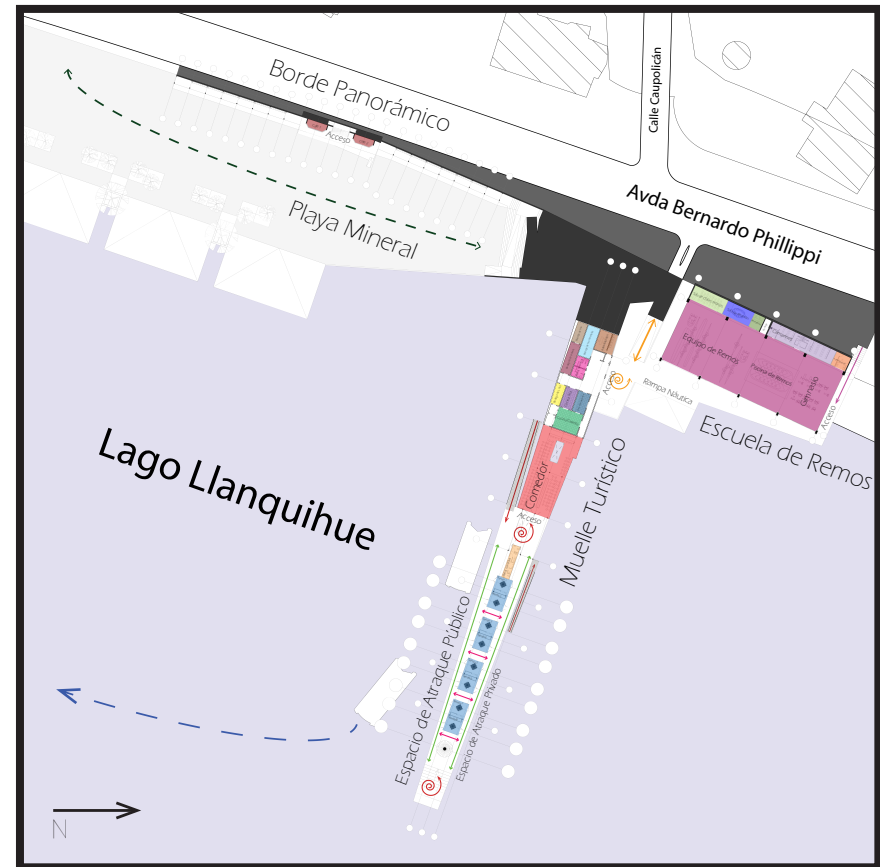 Borde Panorámico
Calle Caupolicán
Acceso
Avda Bernardo Phillippi
Playa Mineral
Equipo de Remos
Piscina de Remos
Gimnasio
Acceso
Acceso
Rampa Náutica
Escuela de Remos
Lago Llanquihue
Comedor
Acceso
Muelle Turístico
Espacio de Atraque Público
Espacio de Atraque Privado
N